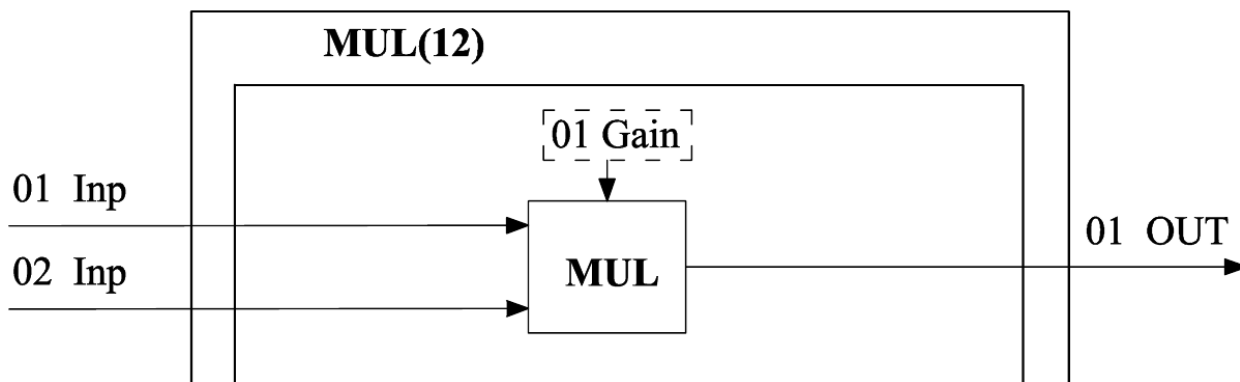 MUL(12)
01 Gain
01 Inp
02 Inp
MUL
01 OUT